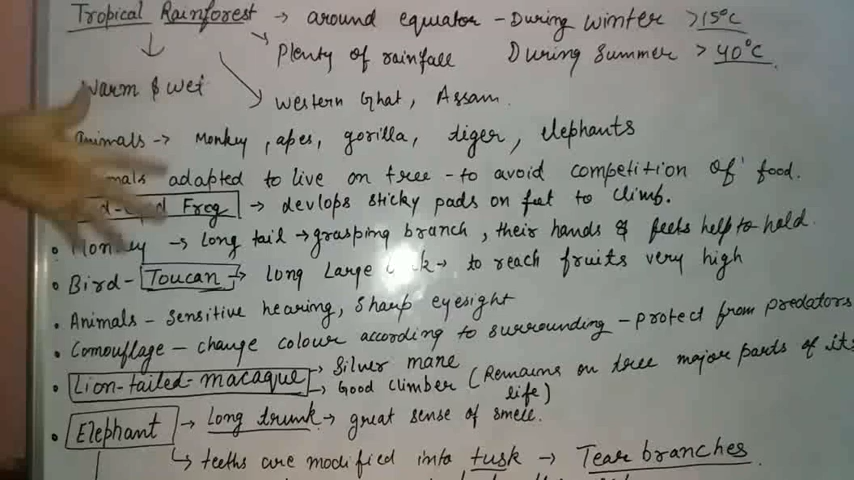 Tropical Rainforest → around equator - During winter > 15°C
Plenty of rainfall During Summer > 40°C
Warm & wet
Western Ghat, Assam.
Animals → Monkey, apes, gorilla, tiger, elephants
adapted to live on tree - to avoid competition of food.
Frog → devlops sticky pads on feet to climb.
• Monkey → Long tail → grasping branch, their hands & feets help to hold.
• Bird - Toucan → Long Large → to reach fruits very high
• Animals - Sensitive hearing, Sharp eyesight
• Camouflage - change colour according to surrounding - protect from predators
• Lion-tailed-macaque → Silver mane
→ Good climber (Remains on tree major parts of its
life)
• Elephant → Long trunk → great sense of smell.
↳ teeths are modified into tusk → Tear branches.